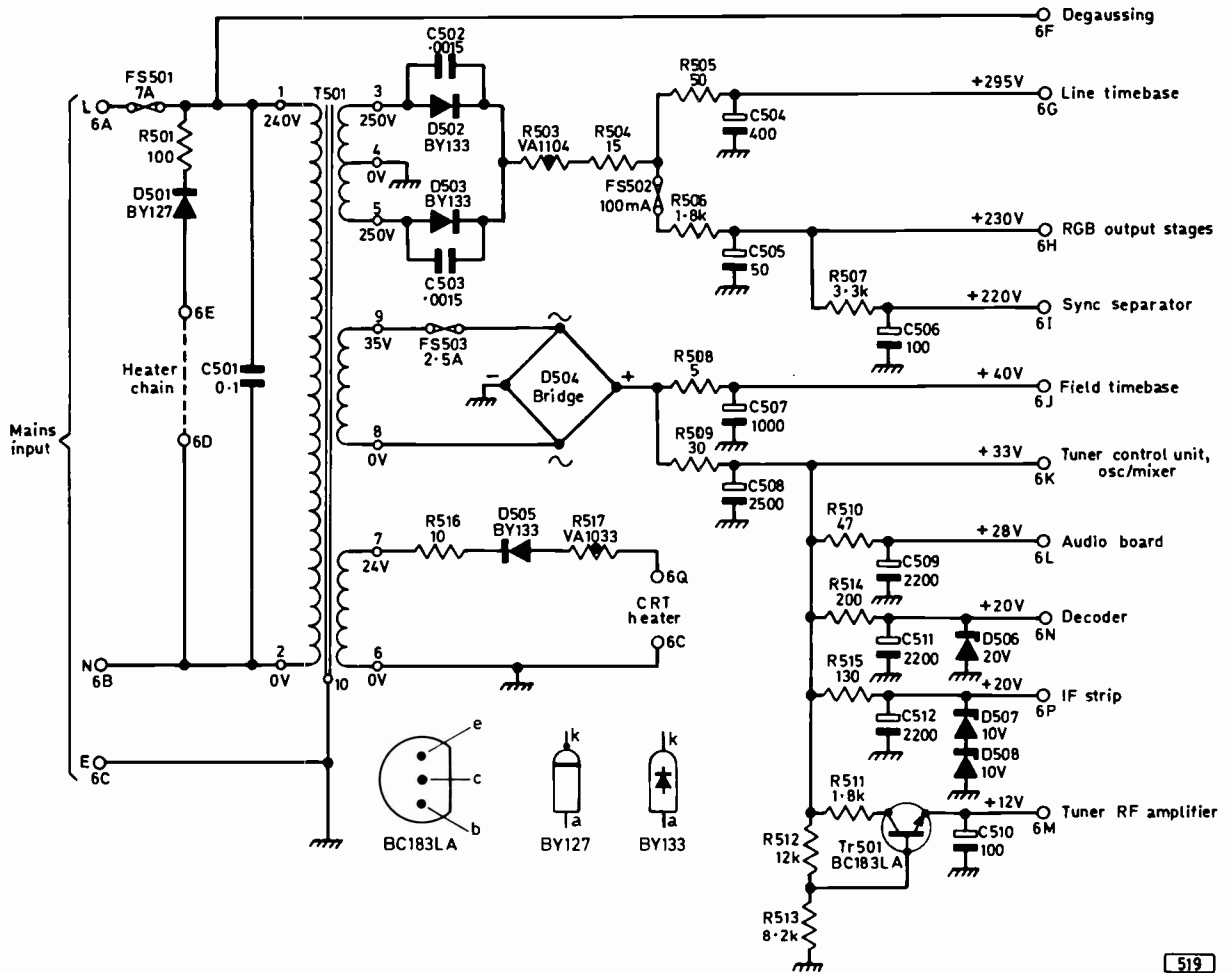 Degaussing
6F
C502
·0015
FS501
7A
L
6A
1
240V
T501
3
250V
D502
BY133
R505
50
+295V
Line timebase
6G
C504
400
R501
100
D501
BY127
4
0V
R503
VA1104
R504
15
FS502
100mA
D503
BY133
5
250V
C503
·0015
R506
1·8k
+230V
RGB output stages
6H
C505
50
R507
3·3k
+220V
Sync separator
6I
C506
100
6E
Heater
chain
6D
C501
0·1
Mains
input
9
35V
FS503
2·5A
~
−
D504
Bridge
+
~
8
0V
R508
5
+40V
Field timebase
6J
C507
1000
R509
30
+33V
Tuner control unit,
osc/mixer
6K
C508
2500
R510
47
+28V
Audio board
6L
C509
2200
7
24V
R516
10
D505
BY133
R517
VA1033
6Q
CRT
heater
6C
R514
200
+20V
Decoder
6N
C511
2200
D506
20V
N
6B
2
0V
6
0V
10
R515
130
+20V
IF strip
6P
C512
2200
D507
10V
D508
10V
E
6C
e
c
b
BC183LA
k
a
BY127
k
a
BY133
R511
1·8k
+12V
Tuner RF amplifier
6M
R512
12k
Tr501
BC183LA
C510
100
R513
8·2k
519